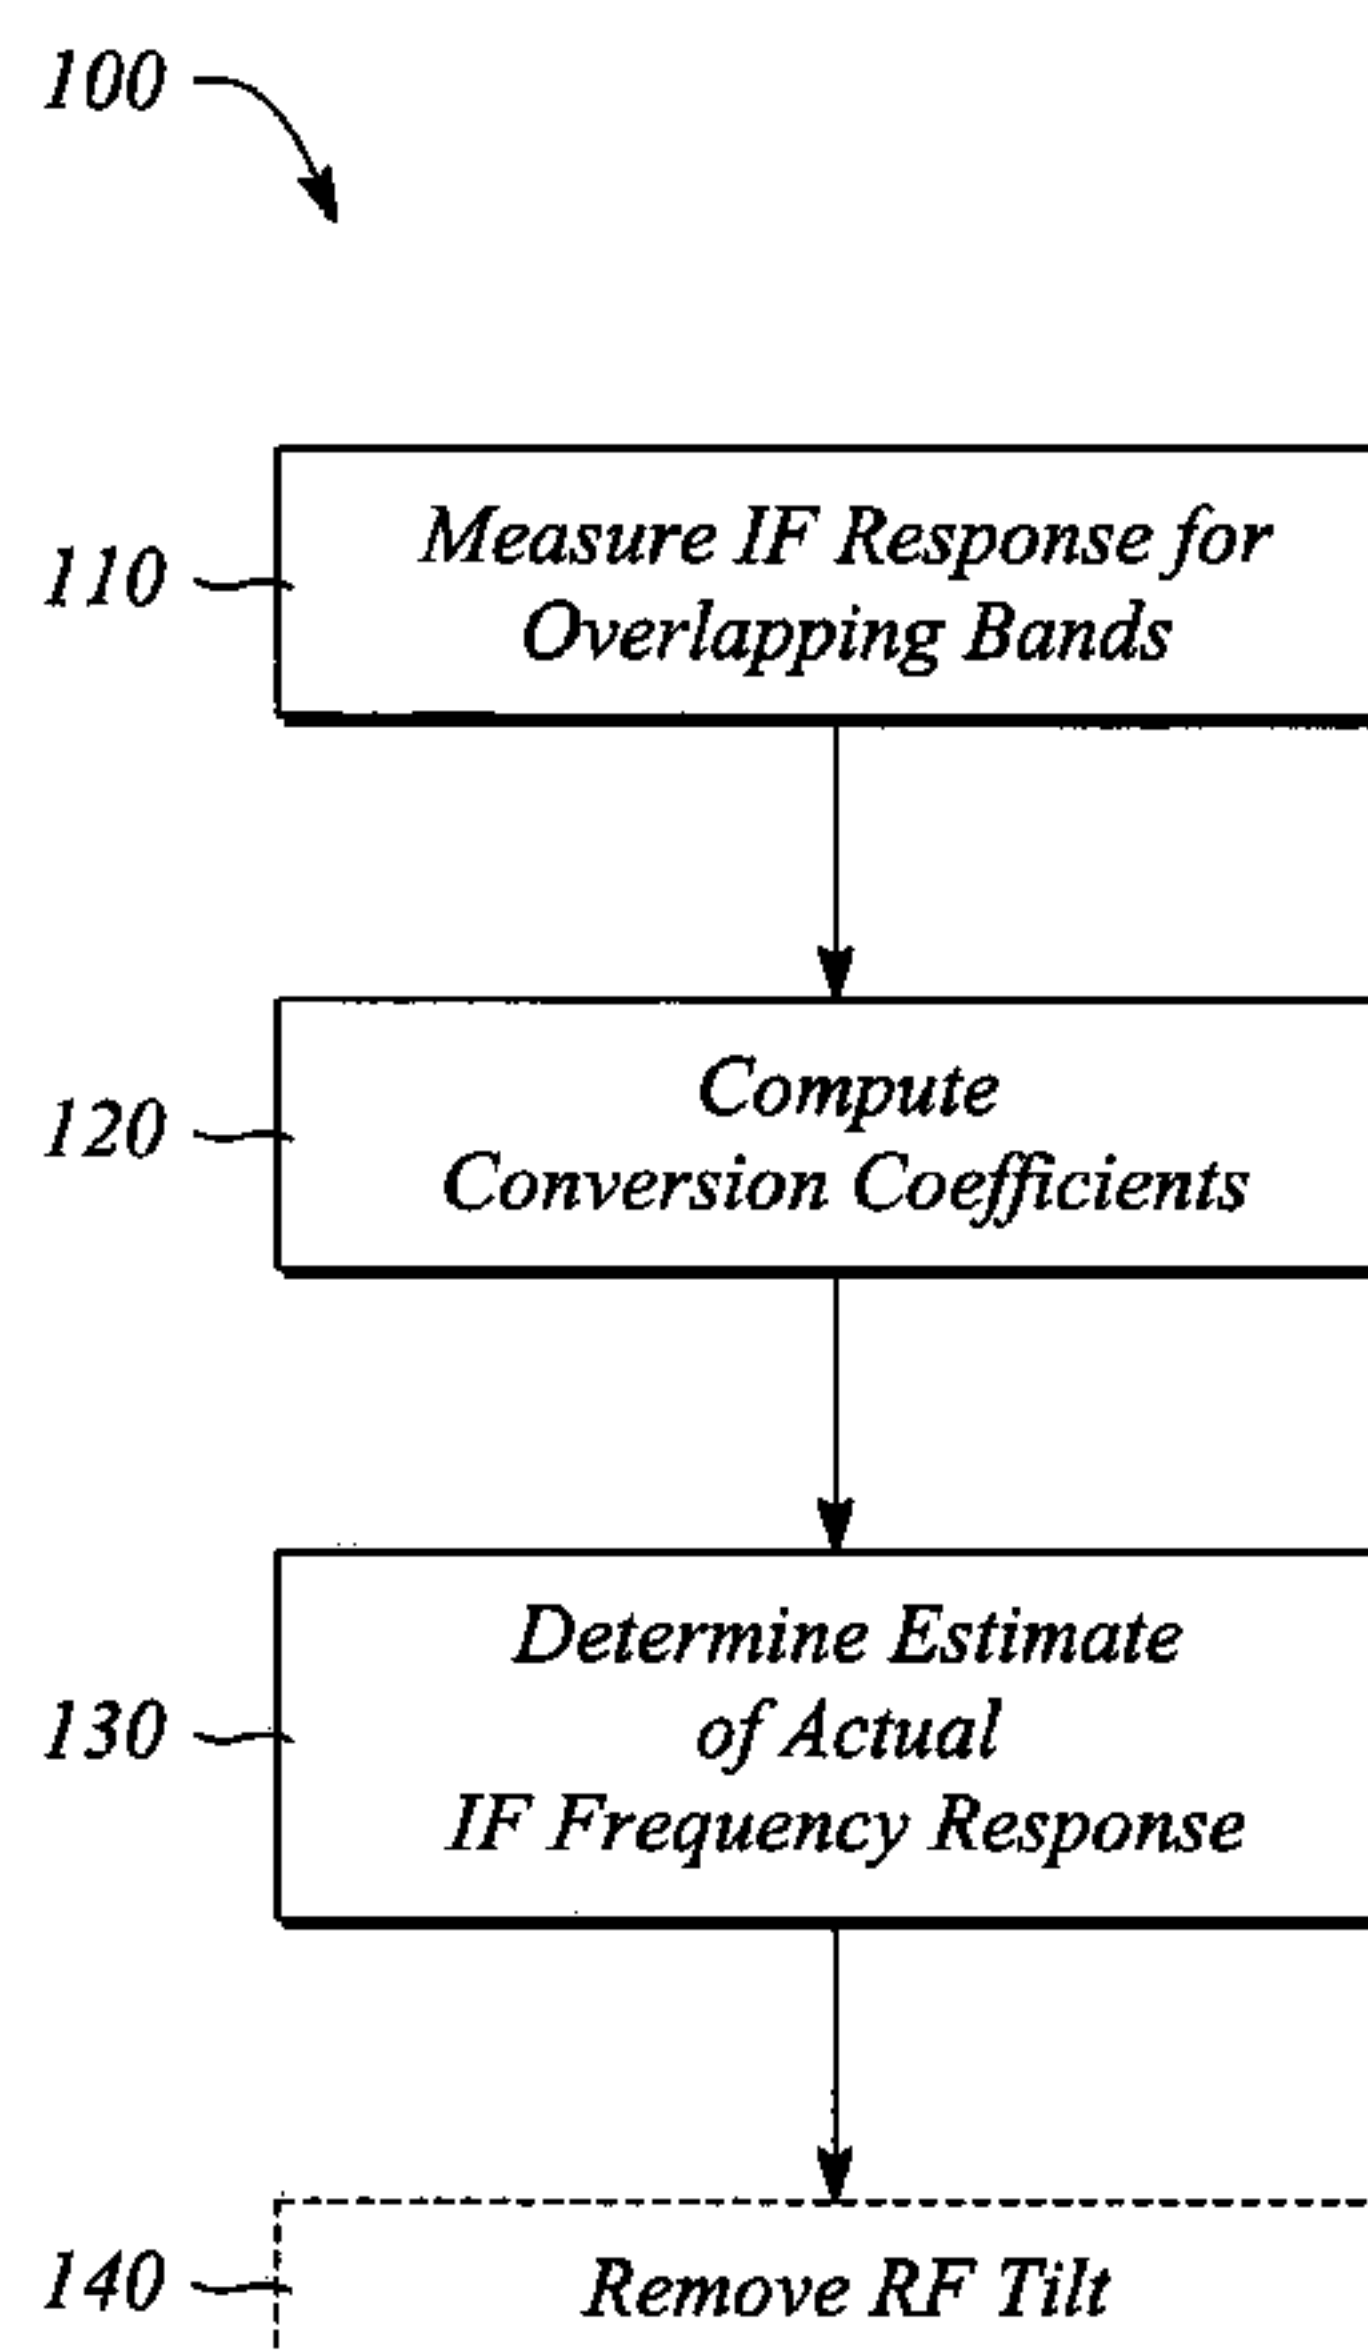 100
110
Measure IF Response for
Overlapping Bands
120
Compute
Conversion Coefficients
130
Determine Estimate
of Actual
IF Frequency Response
140
Remove RF Tilt